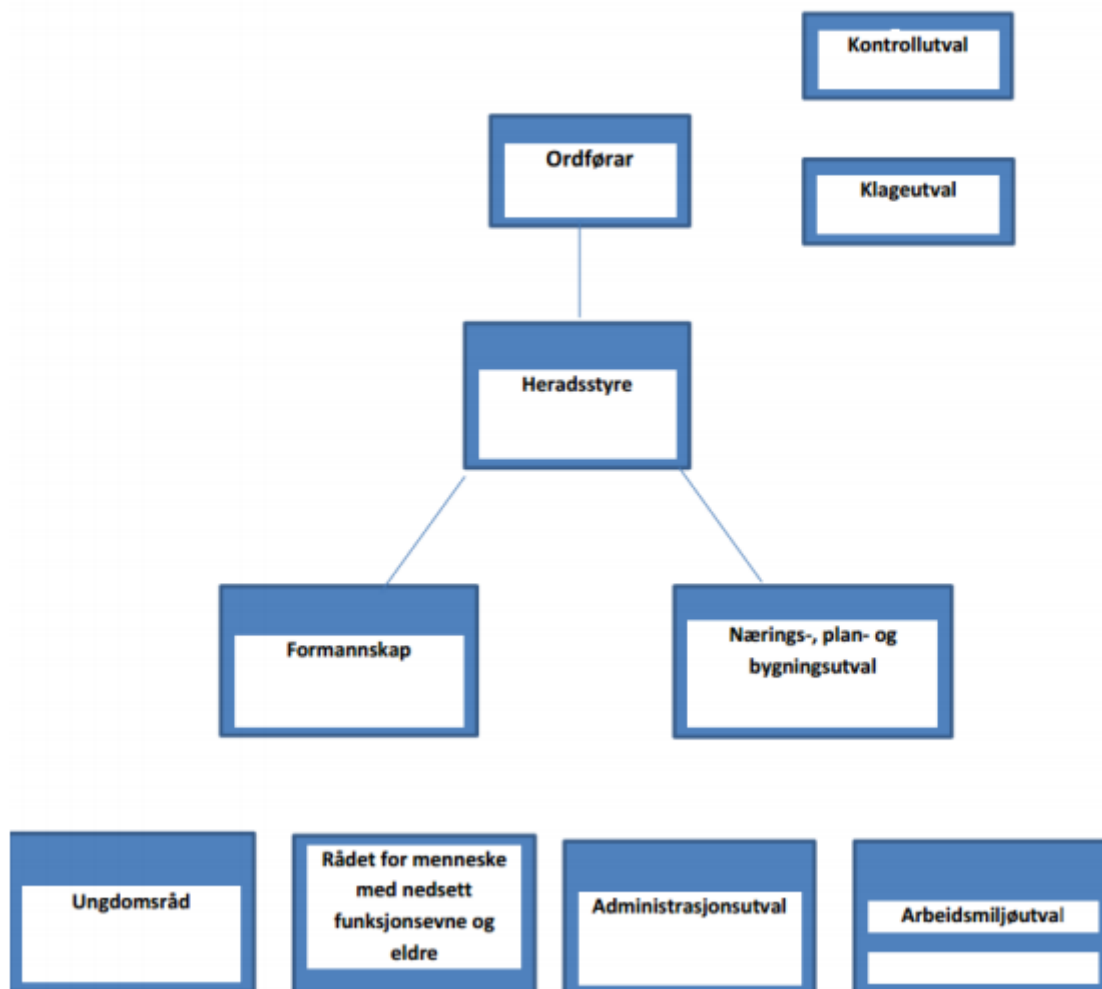 Kontrollutval
Ordførar
Klageutval
Heradsstyre
Formannskap
Nærings-, plan- og
bygningsutval
Ungdomsråd
Rådet for menneske
med nedsett
funksjonsevne og
eldre
Administrasjonsutval
Arbeidsmiljøutval